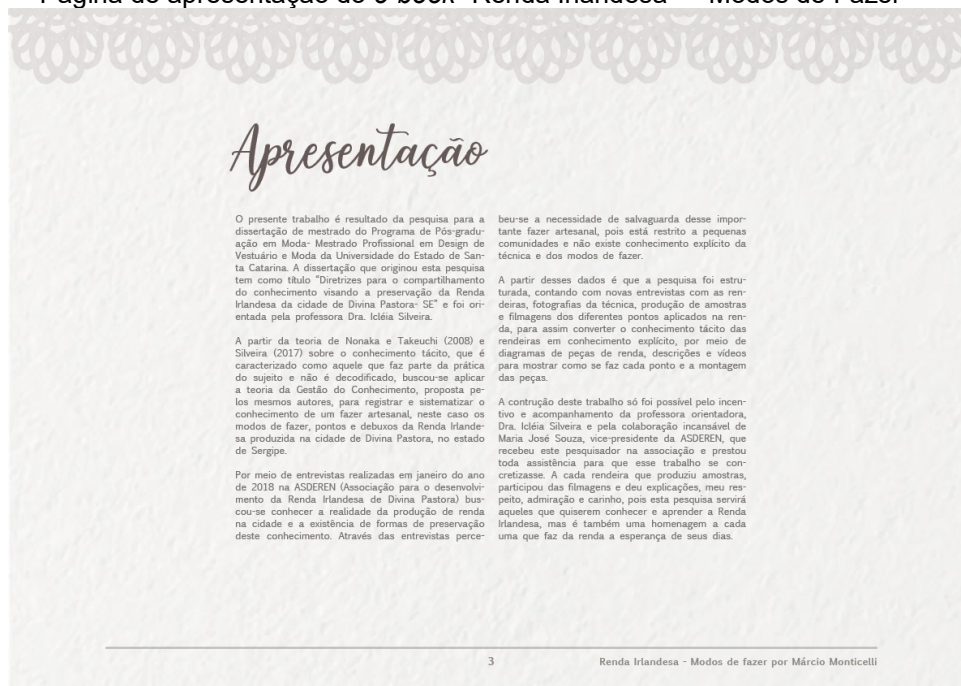 Página de apresentação do e-book "Renda Irlandesa" – Modos de Fazer
Apresentação
O presente trabalho é resultado da pesquisa para a
dissertação de mestrado do Programa de Pós-gradu-
ação em Moda- Mestrado Profissional em Design de
Vestuário e Moda da Universidade do Estado de San-
ta Catarina. A dissertação que originou esta pesquisa
tem como título "Diretrizes para o compartilhamento
do conhecimento visando a preservação da Renda
Irlandesa da cidade de Divina Pastora- SE" e foi ori-
entada pela professora Dra. Icléia Silveira.
A partir da teoria de Nonaka e Takeuchi (2008) e
Silveira (2017) sobre o conhecimento tácito, que é
caracterizado como aquele que faz parte da prática
do sujeito e não é decodificado, buscou-se aplicar
a teoria da Gestão do Conhecimento, proposta pe-
los mesmos autores, para registrar e sistematizar o
conhecimento de um fazer artesanal, neste caso os
modos de fazer, pontos e debuxos da Renda Irlande-
sa produzida na cidade de Divina Pastora, no estado
de Sergipe.
Por meio de entrevistas realizadas em janeiro do ano
de 2018 na ASDEREN (Associação para o desenvolvi-
mento da Renda Irlandesa de Divina Pastora) bus-
cou-se conhecer a realidade da produção de renda
na cidade e a existência de formas de preservação
deste conhecimento. Através das entrevistas perce-
beu-se a necessidade de salvaguarda desse impor-
tante fazer artesanal, pois está restrito a pequenas
comunidades e não existe conhecimento explícito da
técnica e dos modos de fazer.
A partir desses dados é que a pesquisa foi estru-
turada, contando com novas entrevistas com as ren-
deiras, fotografias da técnica, produção de amostras
e filmagens dos diferentes pontos aplicados na ren-
da, para assim converter o conhecimento tácito das
rendeiras em conhecimento explícito, por meio de
diagramas de peças de renda, descrições e vídeos
para mostrar como se faz cada ponto e a montagem
das peças.
A contrução deste trabalho só foi possível pelo incen-
tivo e acompanhamento da professora orientadora,
Dra. Icléia Silveira e pela colaboração incansável de
Maria José Souza, vice-presidente da ASDEREN, que
recebeu este pesquisador na associação e prestou
toda assistência para que esse trabalho se con-
cretizasse. A cada rendeira que produziu amostras,
participou das filmagens e deu explicações, meu res-
peito, admiração e carinho, pois esta pesquisa servirá
aqueles que quiserem conhecer e aprender a Renda
Irlandesa, mas é também uma homenagem a cada
uma que faz da renda a esperança de seus dias.
3
Renda Irlandesa - Modos de fazer por Márcio Monticelli